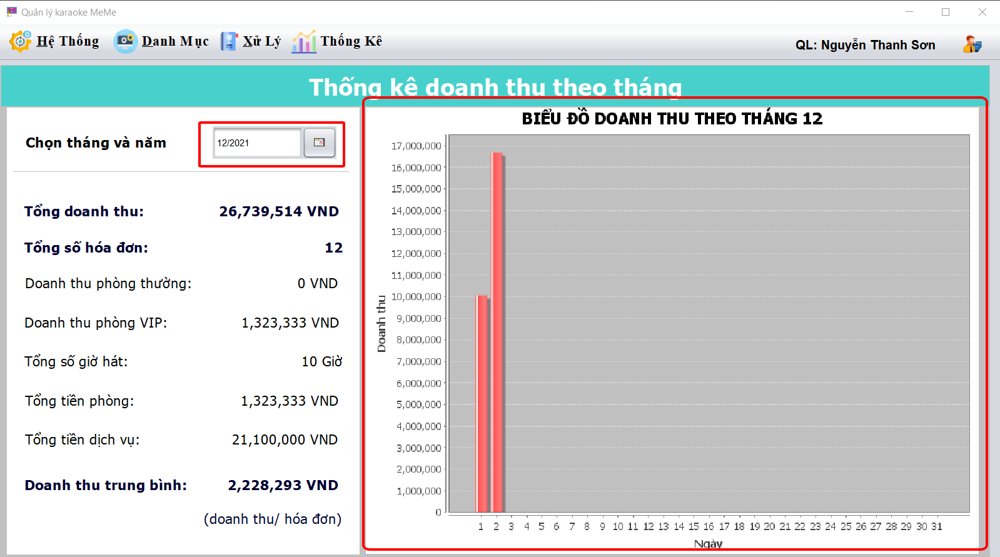 Quản lý karaoke MeMe
Hệ Thống Danh Mục Xử Lý Thống Kê QL: Nguyễn Thanh Sơn
Thống kê doanh thu theo tháng
Chọn tháng và năm 12/2021
Tổng doanh thu: 26,739,514 VND
Tổng số hóa đơn: 12
Doanh thu phòng thường: 0 VND
Doanh thu phòng VIP: 1,323,333 VND
Tổng số giờ hát: 10 Giờ
Tổng tiền phòng: 1,323,333 VND
Tổng tiền dịch vụ: 21,100,000 VND
Doanh thu trung bình: 2,228,293 VND
(doanh thu/ hóa đơn)
BIỂU ĐỒ DOANH THU THEO THÁNG 12
Doanh thu
17,000,000
16,000,000
15,000,000
14,000,000
13,000,000
12,000,000
11,000,000
10,000,000
9,000,000
8,000,000
7,000,000
6,000,000
5,000,000
4,000,000
3,000,000
2,000,000
1,000,000
0
1 2 3 4 5 6 7 8 9 10 11 12 13 14 15 16 17 18 19 20 21 22 23 24 25 26 27 28 29 30 31
Ngày